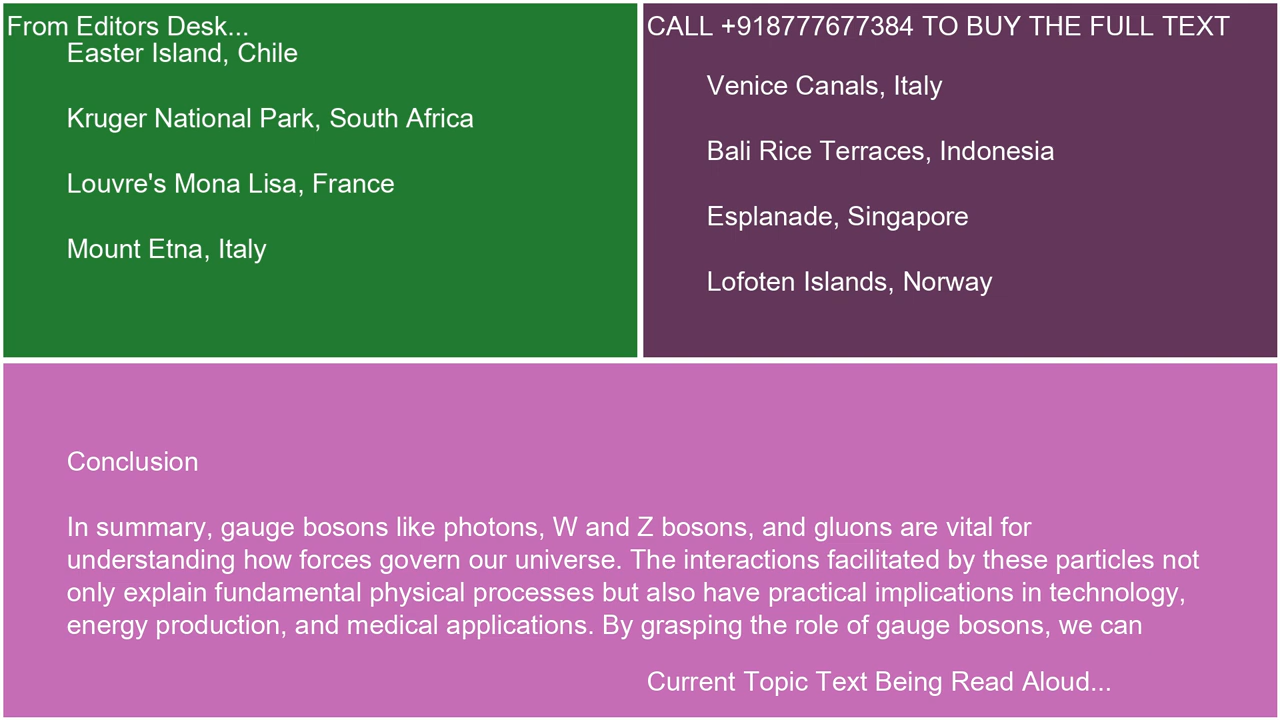 From Editors Desk...
Easter Island, Chile
Kruger National Park, South Africa
Louvre's Mona Lisa, France
Mount Etna, Italy
CALL +918777677384 TO BUY THE FULL TEXT
Venice Canals, Italy
Bali Rice Terraces, Indonesia
Esplanade, Singapore
Lofoten Islands, Norway
Conclusion
In summary, gauge bosons like photons, W and Z bosons, and gluons are vital for
understanding how forces govern our universe. The interactions facilitated by these particles not
only explain fundamental physical processes but also have practical implications in technology,
energy production, and medical applications. By grasping the role of gauge bosons, we can
Current Topic Text Being Read Aloud...